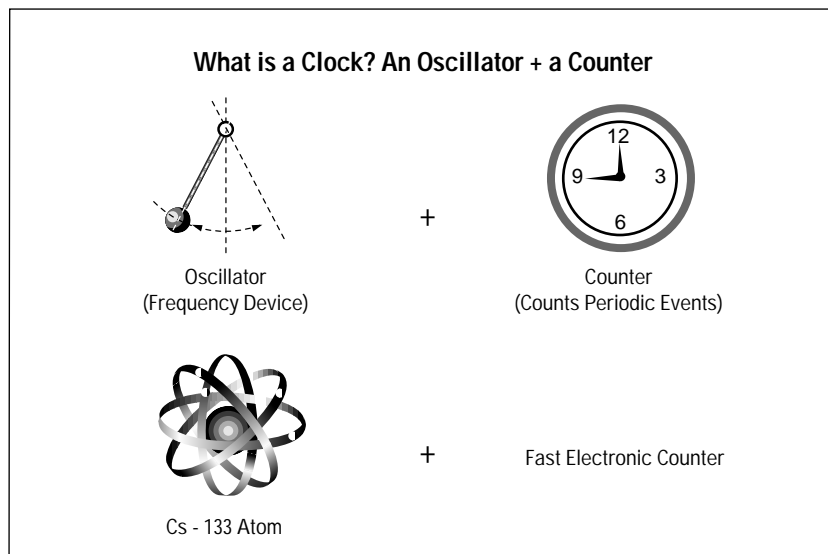 What is a Clock? An Oscillator + a Counter
12
9
3
6
+
Oscillator
(Frequency Device)
Counter
(Counts Periodic Events)
+
Fast Electronic Counter
Cs - 133 Atom